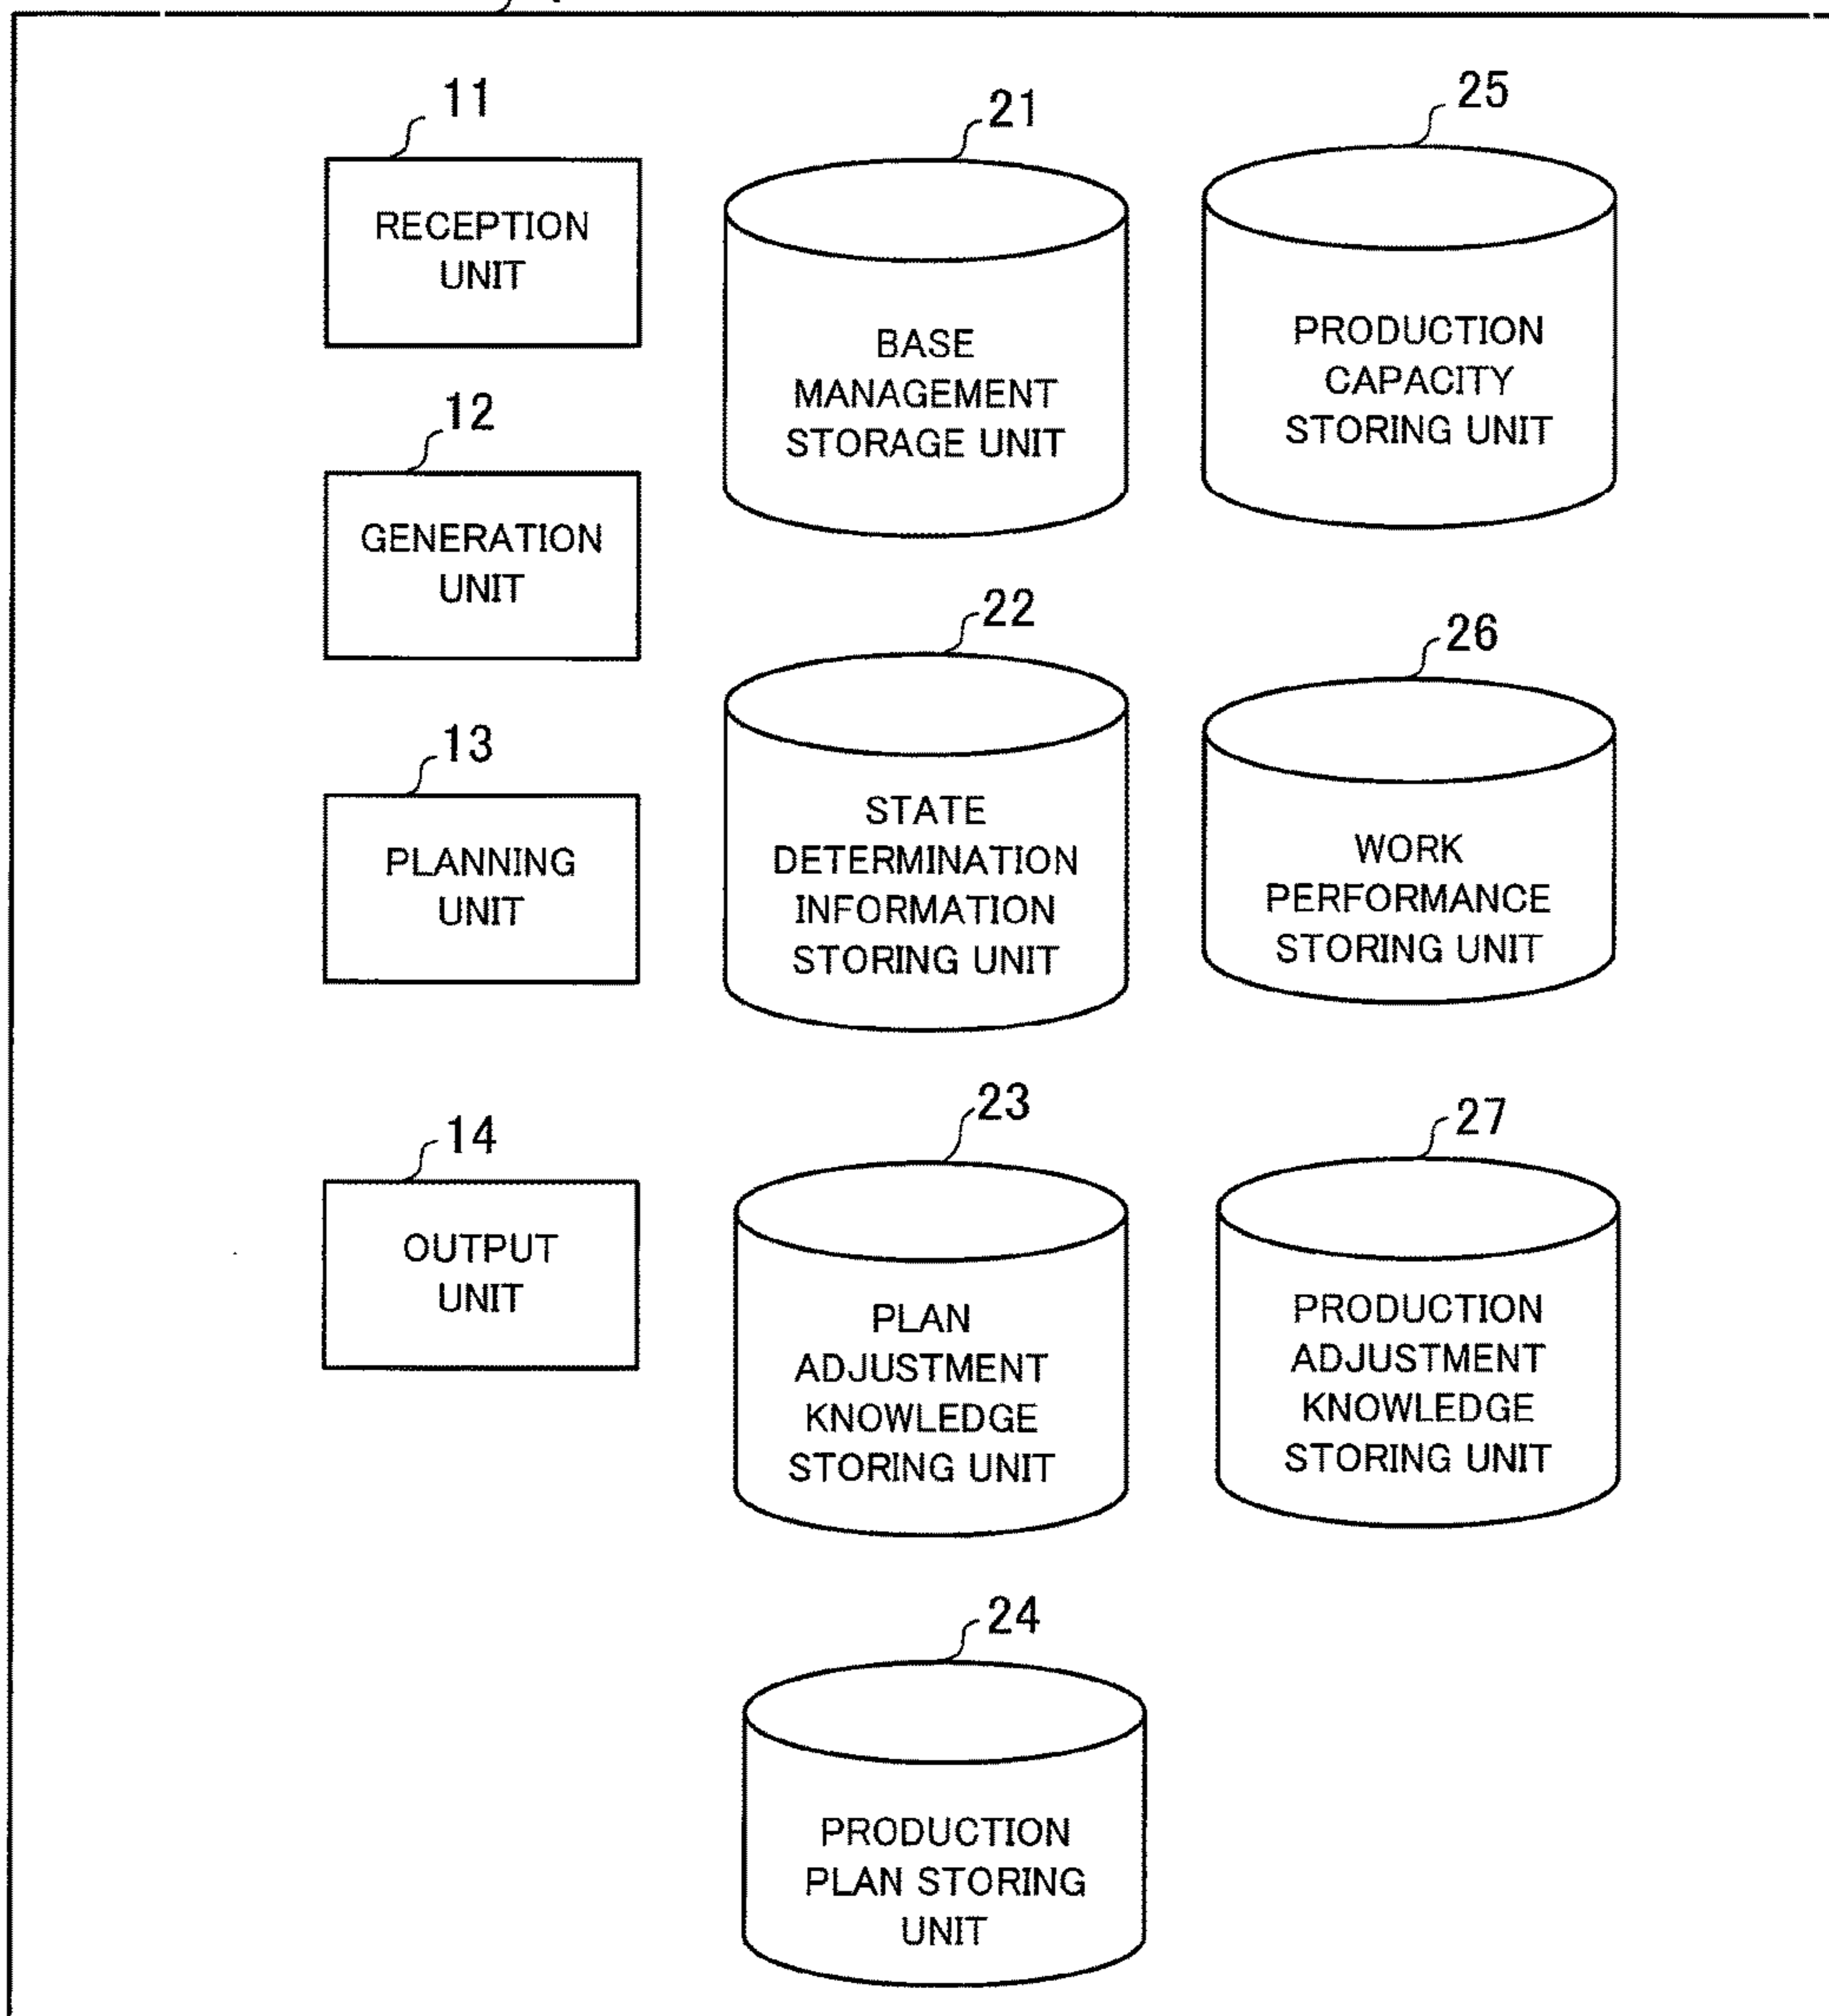 11
RECEPTION
UNIT
12
GENERATION
UNIT
13
PLANNING
UNIT
14
OUTPUT
UNIT
21
BASE
MANAGEMENT
STORAGE UNIT
22
STATE
DETERMINATION
INFORMATION
STORING UNIT
23
PLAN
ADJUSTMENT
KNOWLEDGE
STORING UNIT
24
PRODUCTION
PLAN STORING
UNIT
25
PRODUCTION
CAPACITY
STORING UNIT
26
WORK
PERFORMANCE
STORING UNIT
27
PRODUCTION
ADJUSTMENT
KNOWLEDGE
STORING UNIT